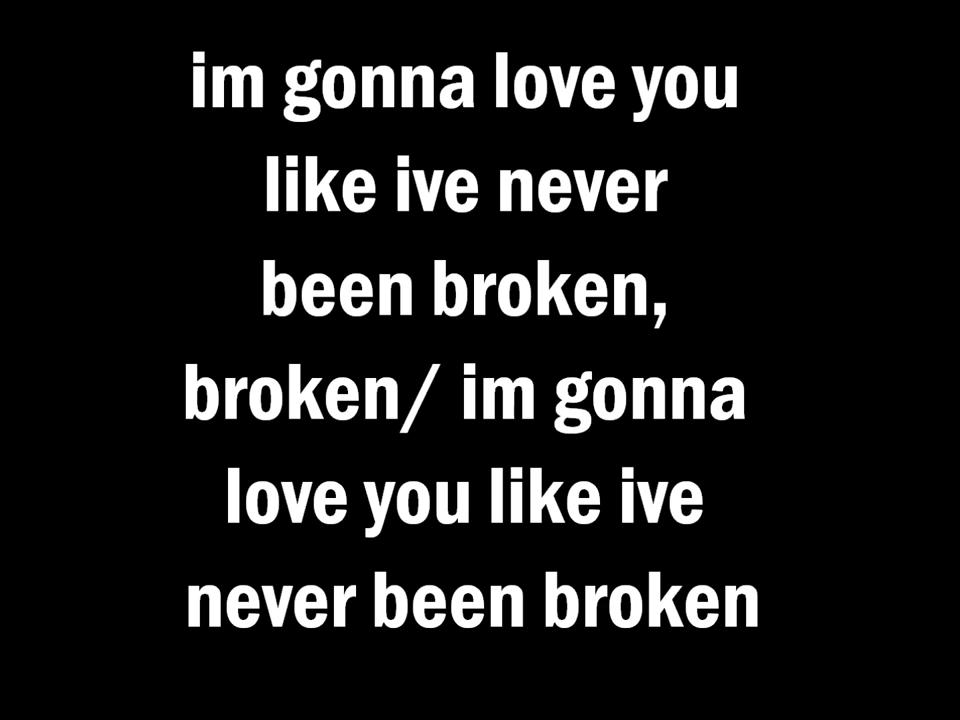 im gonna love you
like ive never
been broken,
broken/ im gonna
love you like ive
never been broken